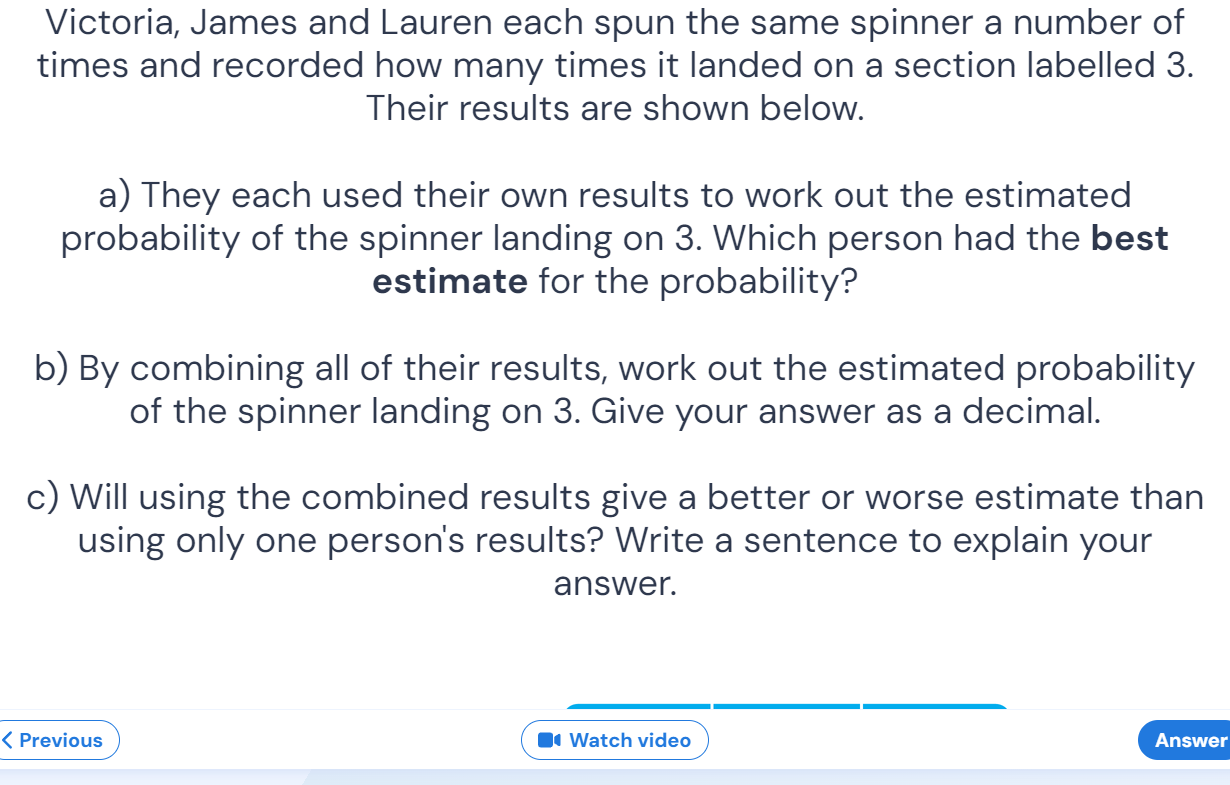 Victoria, James and Lauren each spun the same spinner a number of
times and recorded how many times it landed on a section labelled 3.
Their results are shown below.
a) They each used their own results to work out the estimated
probability of the spinner landing on 3. Which person had the best
estimate for the probability?
b) By combining all of their results, work out the estimated probability
of the spinner landing on 3. Give your answer as a decimal.
c) Will using the combined results give a better or worse estimate than
using only one person's results? Write a sentence to explain your
answer.
Previous
Watch video
Answer